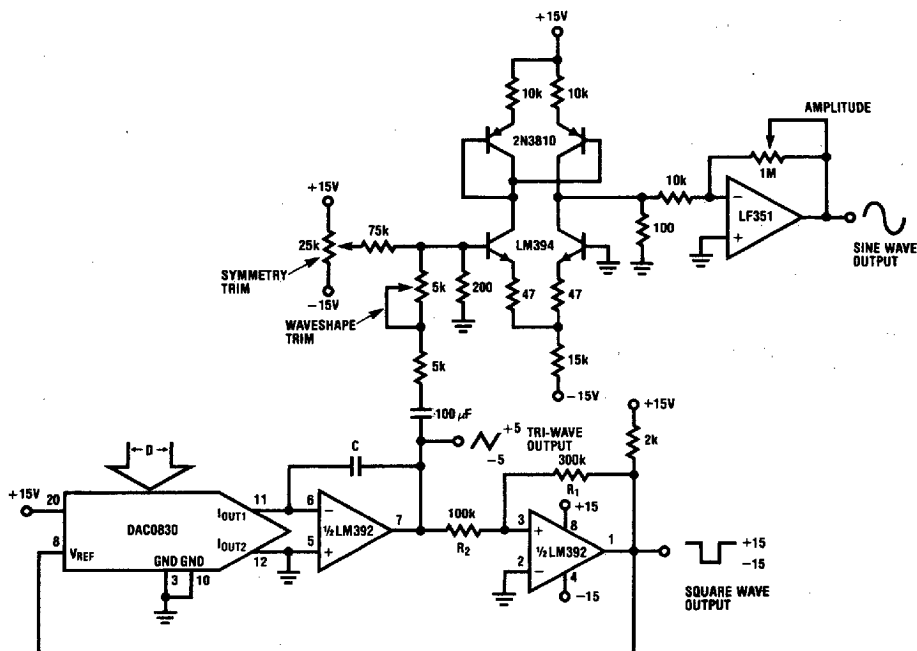 +15V
10k
10k
2N3810
AMPLITUDE
1M
10k
+15V
25k
75k
LM394
100
LF351
−
+
SINE WAVE
OUTPUT
SYMMETRY
TRIM
−15V
5k
200
47
47
WAVESHAPE
TRIM
5k
15k
−15V
100 µF
+5
−5
TRI-WAVE
OUTPUT
+15V
2k
C
300k
R1
D
+15V
20
11
IOUT1
DAC0830
8
VREF
IOUT2
12
GND GND
3
10
6
−
5
+
½ LM392
7
100k
R2
3
+
2
−
½ LM392
+15
8
1
4
−15
+15
−15
SQUARE WAVE
OUTPUT